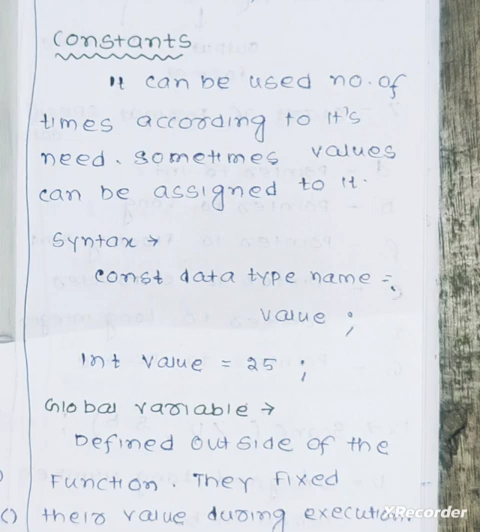 Constants
It can be used no. of
times according to it's
need. Sometimes values
can be assigned to it.
Syntax →
const data type name =
value ;
Int value = 25 ;
Global variable →
Defined outside of the
Function. They fixed
() their value during execution
XRecorder